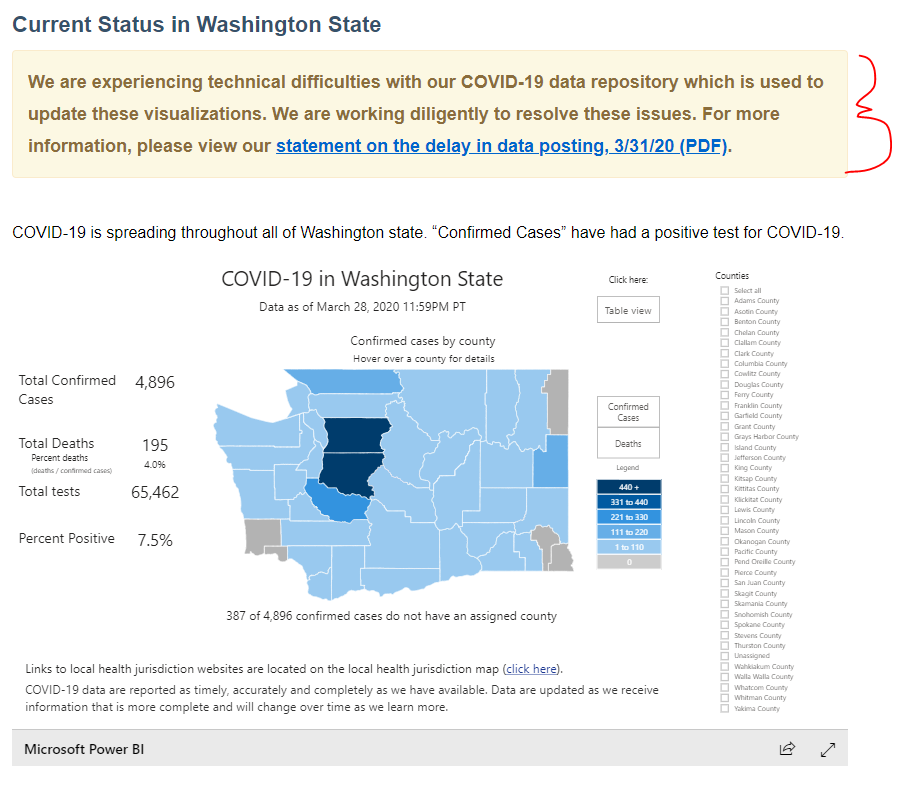 Current Status in Washington State
We are experiencing technical difficulties with our COVID-19 data repository which is used to
update these visualizations. We are working diligently to resolve these issues. For more
information, please view our statement on the delay in data posting, 3/31/20 (PDF).
COVID-19 is spreading throughout all of Washington state. “Confirmed Cases” have had a positive test for COVID-19.
COVID-19 in Washington State
Data as of March 28, 2020 11:59PM PT
Confirmed cases by county
Hover over a county for details
Total Confirmed 4,896
Cases
Total Deaths 195
Percent deaths 4.0%
(deaths / confirmed cases)
Total tests 65,462
Percent Positive 7.5%
387 of 4,896 confirmed cases do not have an assigned county
Click here:
Table view
Confirmed
Cases
Deaths
Legend
440 +
331 to 440
221 to 330
111 to 220
1 to 110
0
Counties
Select all
Adams County
Asotin County
Benton County
Chelan County
Clallam County
Clark County
Columbia County
Cowlitz County
Douglas County
Ferry County
Franklin County
Garfield County
Grant County
Grays Harbor County
Island County
Jefferson County
King County
Kitsap County
Kittitas County
Klickitat County
Lewis County
Lincoln County
Mason County
Okanogan County
Pacific County
Pend Oreille County
Pierce County
San Juan County
Skagit County
Skamania County
Snohomish County
Spokane County
Stevens County
Thurston County
Unassigned
Wahkiakum County
Walla Walla County
Whatcom County
Whitman County
Yakima County
Links to local health jurisdiction websites are located on the local health jurisdiction map (click here).
COVID-19 data are reported as timely, accurately and completely as we have available. Data are updated as we receive
information that is more complete and will change over time as we learn more.
Microsoft Power BI